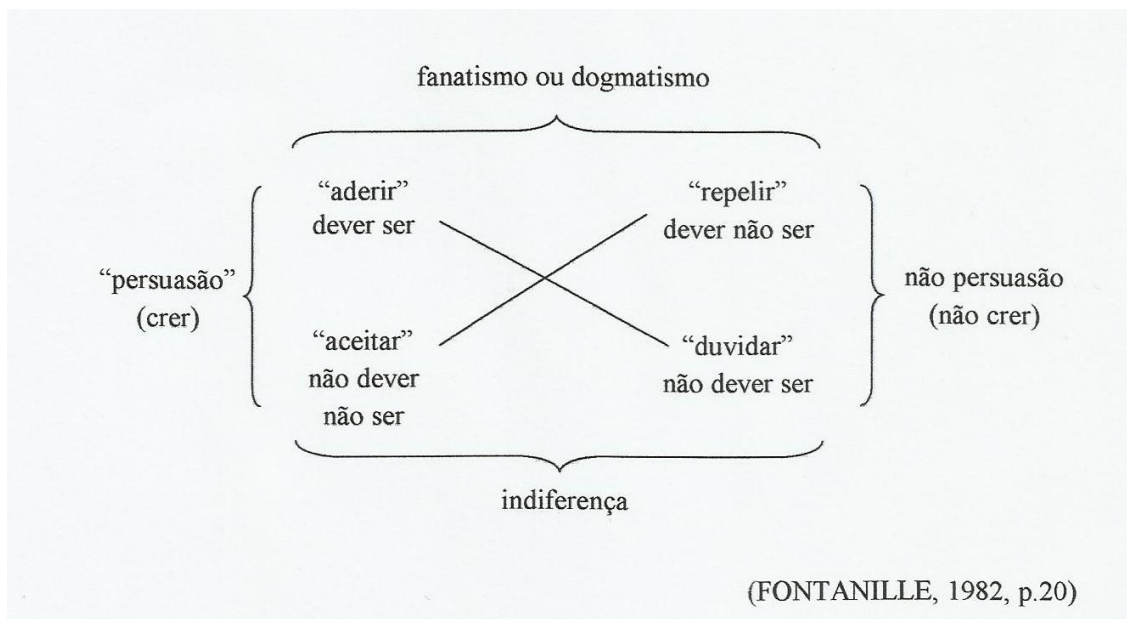 fanatismo ou dogmatismo
“aderir”
dever ser
“repelir”
dever não ser
“persuasão”
(crer)
não persuasão
(não crer)
“aceitar”
não dever
não ser
“duvidar”
não dever ser
indiferença
(FONTANILLE, 1982, p.20)